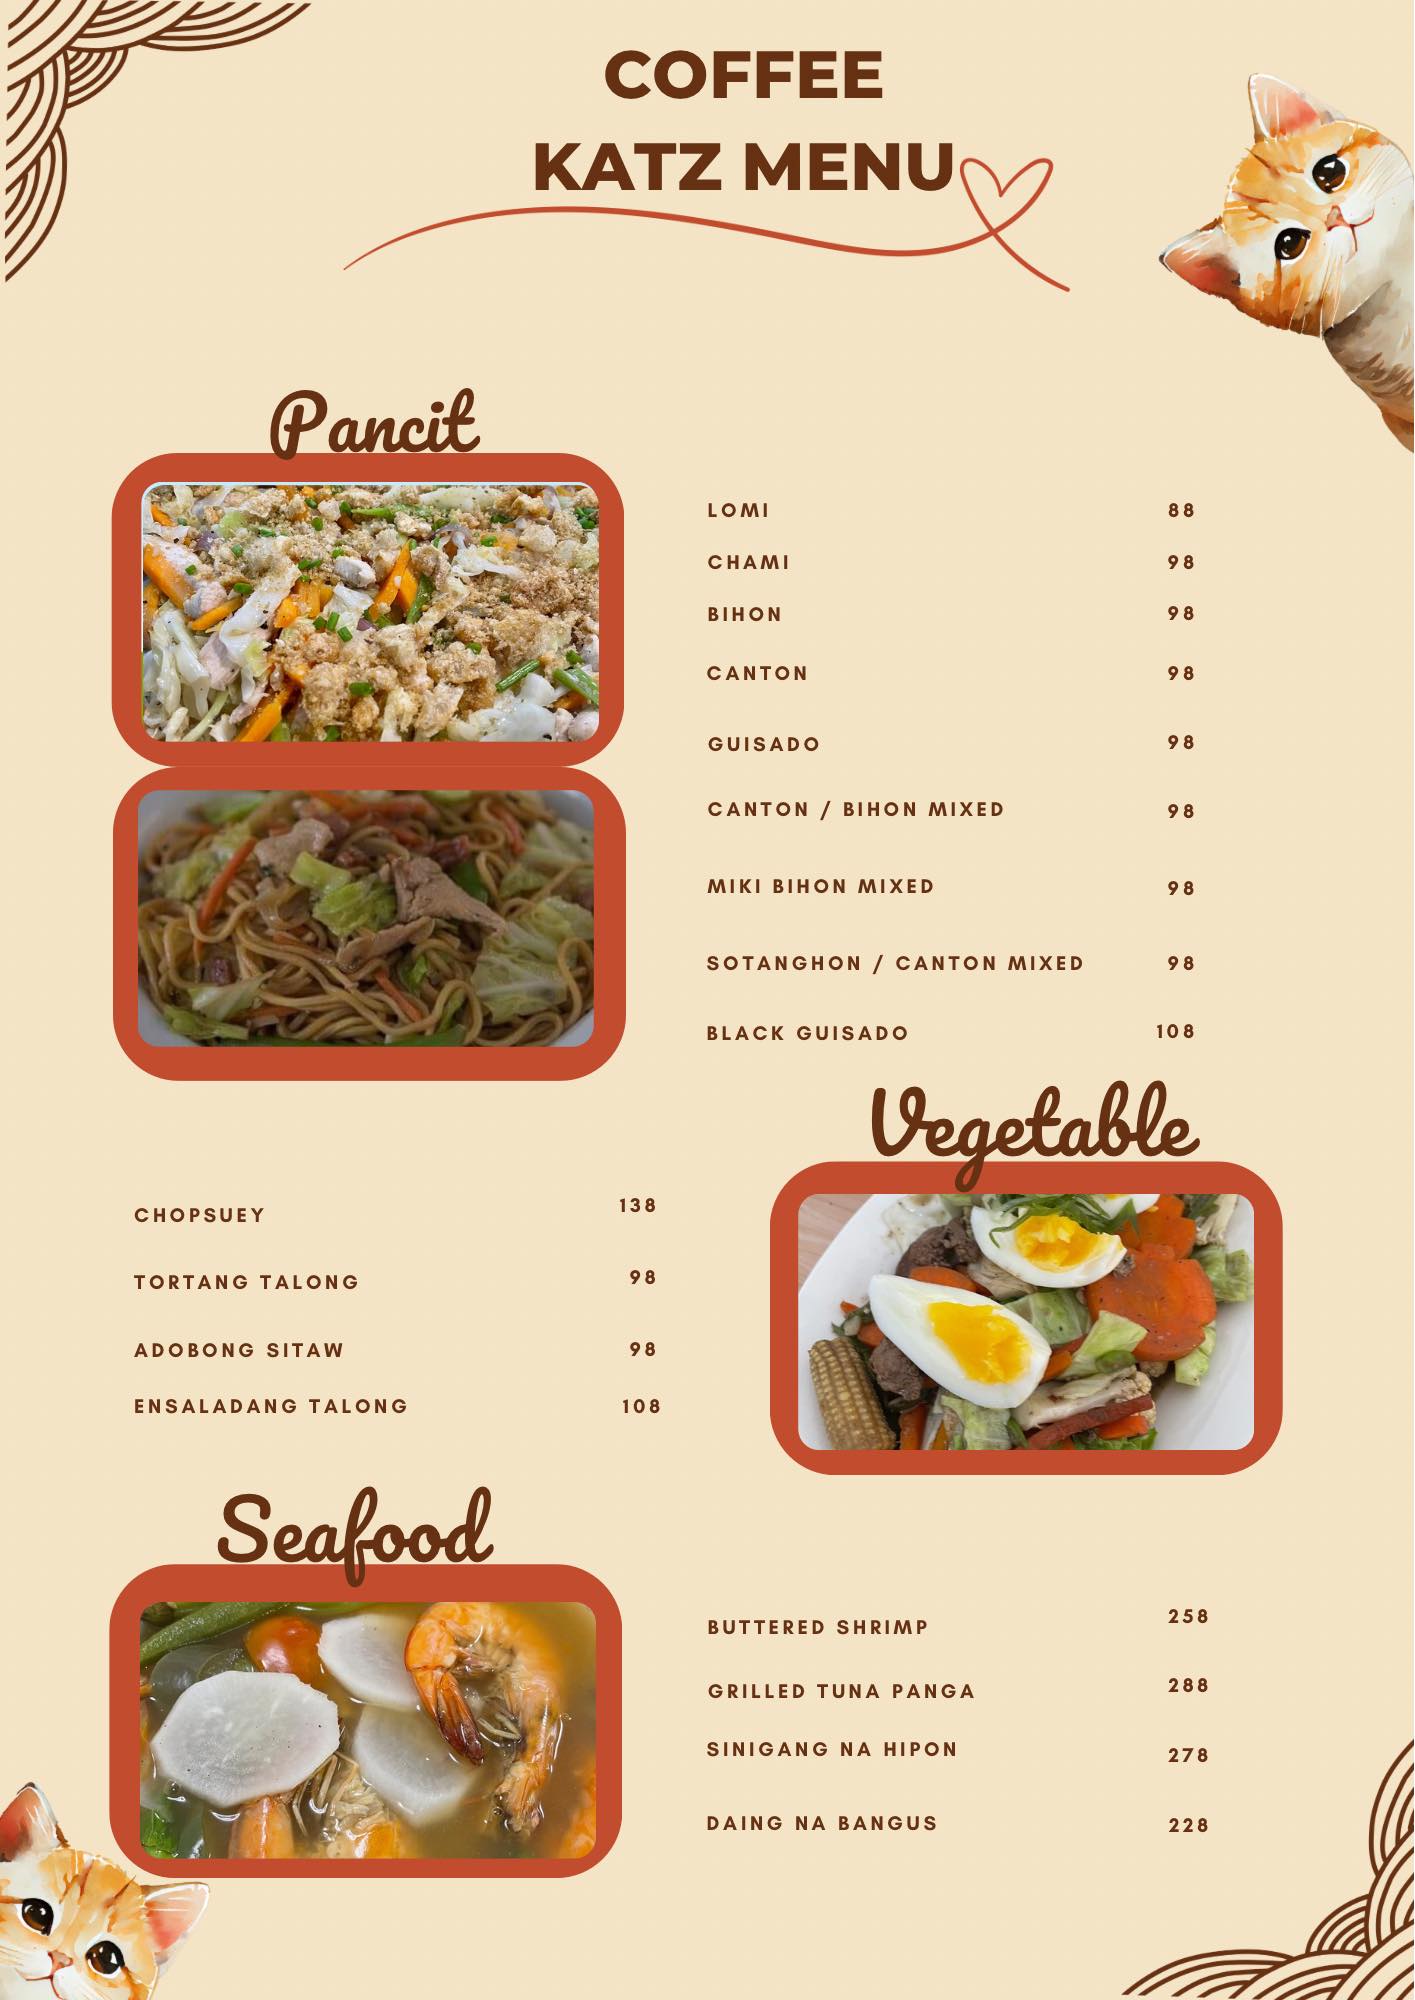 COFFEE
KATZ MENU
Pancit
LOMI 88
CHAMI 98
BIHON 98
CANTON 98
GUISADO 98
CANTON / BIHON MIXED 98
MIKI BIHON MIXED 98
SOTANGHON / CANTON MIXED 98
BLACK GUISADO 108
Vegetable
CHOPSUEY 138
TORTANG TALONG 98
ADOBONG SITAW 98
ENSALADANG TALONG 108
Seafood
BUTTERED SHRIMP 258
GRILLED TUNA PANGA 288
SINIGANG NA HIPON 278
DAING NA BANGUS 228